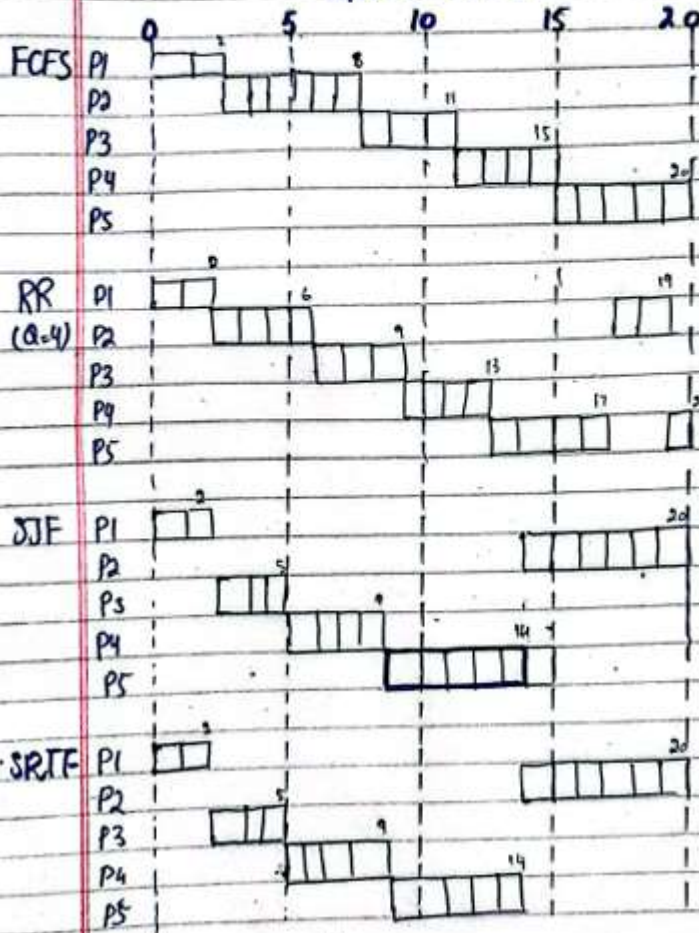 0 5 10 15 20
FCFS P1 2
P2 8
P3 11
P4 15
P5 20
RR P1 2 19
(Q=4) P2 6
P3 9
P4 13
P5 17
SJF P1 2 20
P2
P3 5
P4 9
P5 14
SRTF P1 2 20
P2
P3 5
P4 9
P5 14